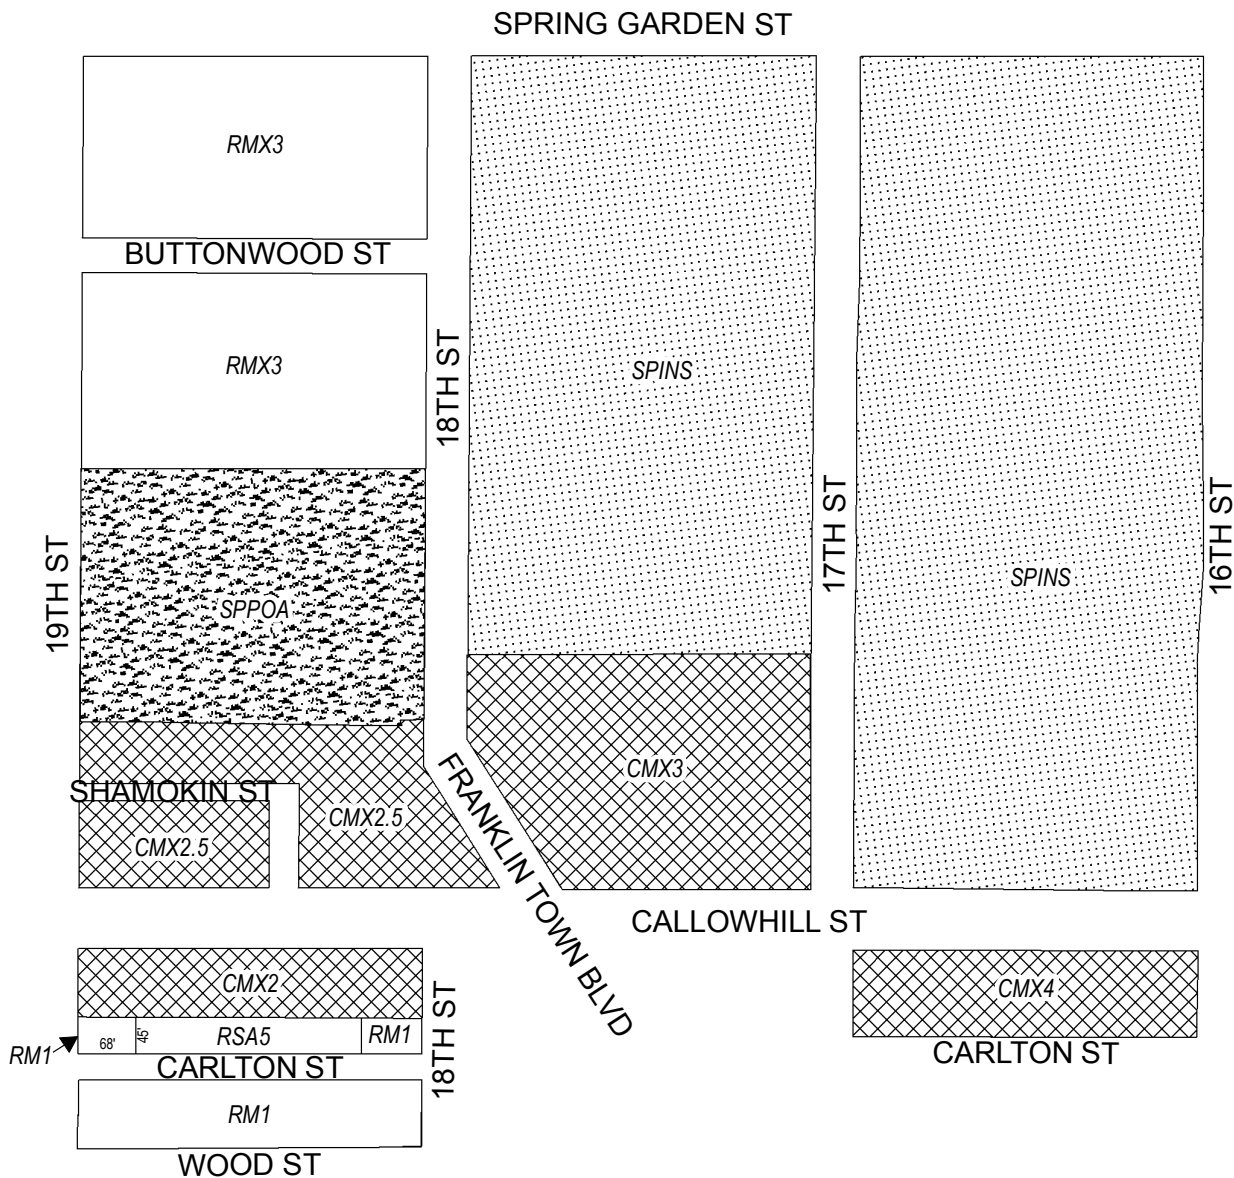 SPRING GARDEN ST
RMX3
BUTTONWOOD ST
RMX3
18TH ST
SPINS
19TH ST
SPPOA
17TH ST
SPINS
16TH ST
SHAMOKIN ST
CMX2.5
CMX2.5
FRANKLIN TOWN BLVD
CMX3
CALLOWHILL ST
CMX2
CMX4
RM1
68'
45'
RSA5
RM1
18TH ST
CARLTON ST
CARLTON ST
RM1
WOOD ST